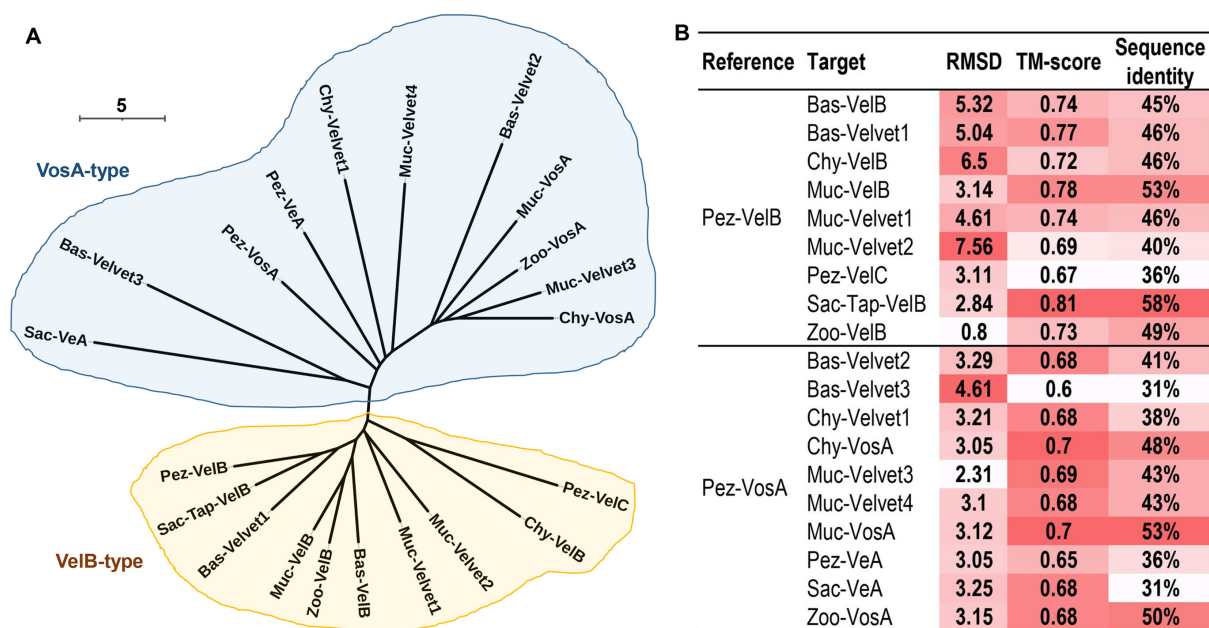 A
5
VosA-type
Bas-Velvet2
Chy-Velvet1
Muc-Velvet4
Muc-VosA
Pez-VeA
Zoo-VosA
Pez-VosA
Bas-Velvet3
Muc-Velvet3
Chy-VosA
Sac-VeA
Pez-VelB
Sac-Tap-VelB
Bas-Velvet1
Muc-VelB
Zoo-VelB
Bas-VelB
Muc-Velvet1
Muc-Velvet2
Chy-VelB
Pez-VelC
VelB-type
B
Reference Target RMSD TM-score Sequence identity
Pez-VelB
Bas-VelB 5.32 0.74 45%
Bas-Velvet1 5.04 0.77 46%
Chy-VelB 6.5 0.72 46%
Muc-VelB 3.14 0.78 53%
Muc-Velvet1 4.61 0.74 46%
Muc-Velvet2 7.56 0.69 40%
Pez-VelC 3.11 0.67 36%
Sac-Tap-VelB 2.84 0.81 58%
Zoo-VelB 0.8 0.73 49%
Pez-VosA
Bas-Velvet2 3.29 0.68 41%
Bas-Velvet3 4.61 0.6 31%
Chy-Velvet1 3.21 0.68 38%
Chy-VosA 3.05 0.7 48%
Muc-Velvet3 2.31 0.69 43%
Muc-Velvet4 3.1 0.68 43%
Muc-VosA 3.12 0.7 53%
Pez-VeA 3.05 0.65 36%
Sac-VeA 3.25 0.68 31%
Zoo-VosA 3.15 0.68 50%